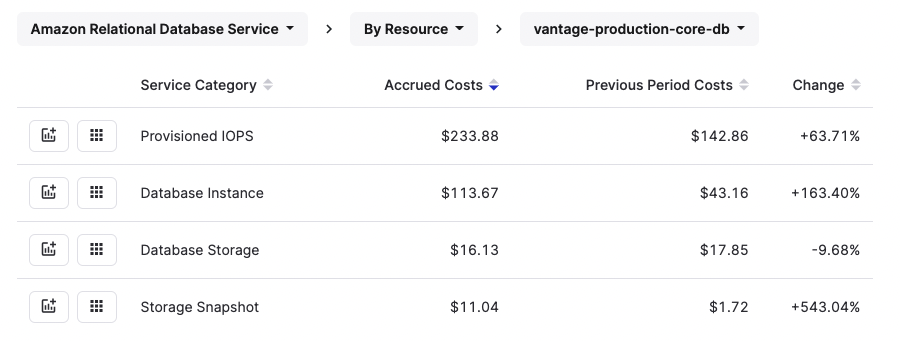 Amazon Relational Database Service > By Resource > vantage-production-core-db
Service Category Accrued Costs Previous Period Costs Change
Provisioned IOPS $233.88 $142.86 +63.71%
Database Instance $113.67 $43.16 +163.40%
Database Storage $16.13 $17.85 -9.68%
Storage Snapshot $11.04 $1.72 +543.04%